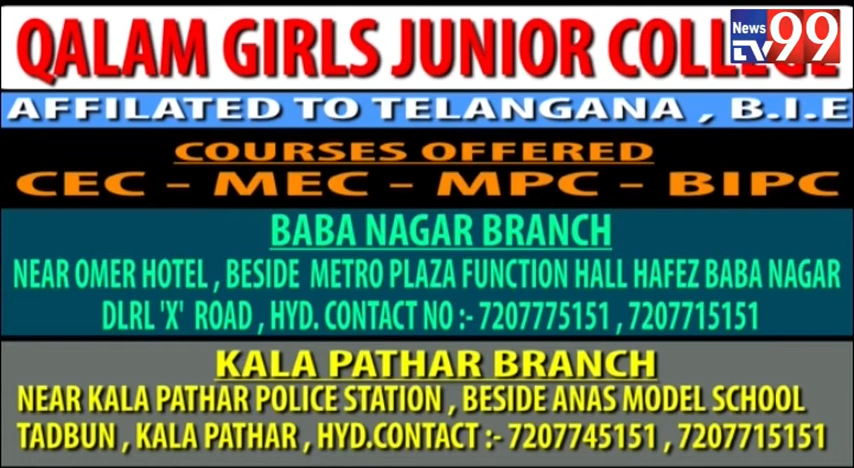 QALAM GIRLS JUNIOR COLLEGE
News
tv99
AFFILATED TO TELANGANA , B.I.E
COURSES OFFERED
CEC - MEC - MPC - BIPC
BABA NAGAR BRANCH
NEAR OMER HOTEL , BESIDE METRO PLAZA FUNCTION HALL HAFEZ BABA NAGAR
DLRL 'X' ROAD , HYD. CONTACT NO :- 7207775151 , 7207715151
KALA PATHAR BRANCH
NEAR KALA PATHAR POLICE STATION , BESIDE ANAS MODEL SCHOOL
TADBUN , KALA PATHAR , HYD.CONTACT :- 7207745151 , 7207715151